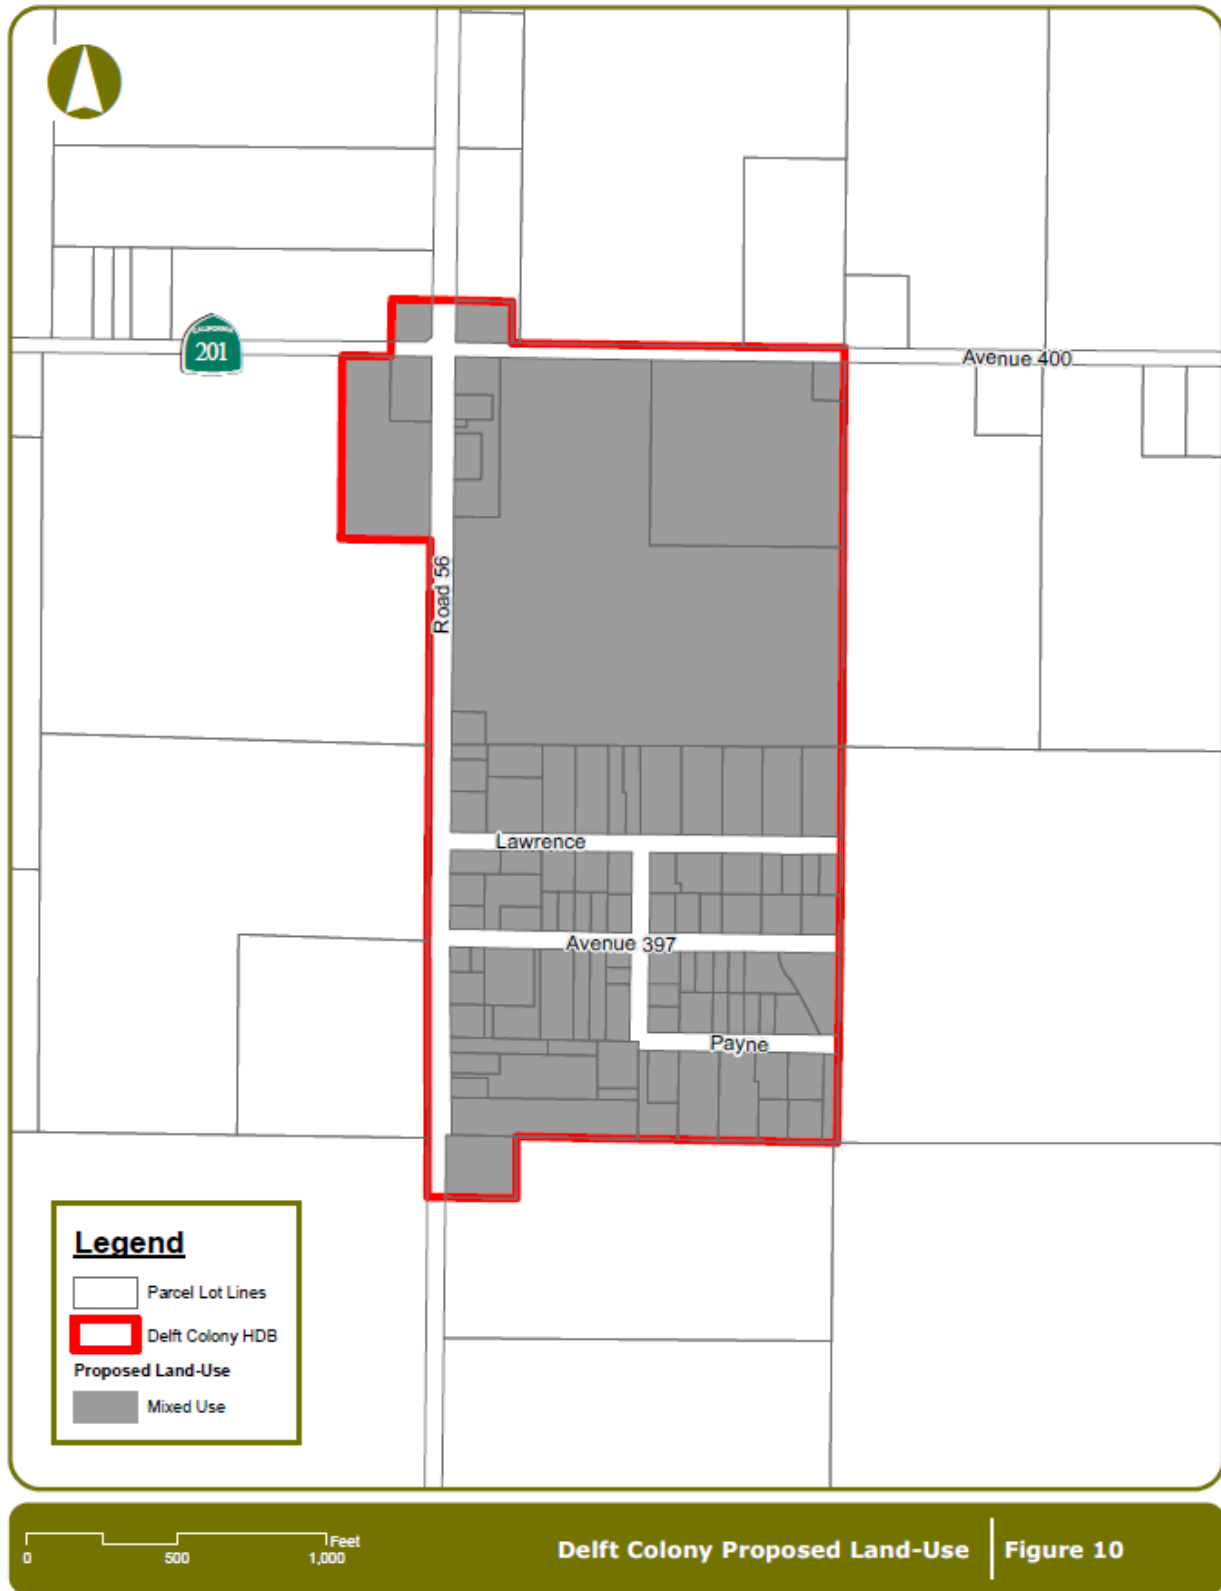 CALIFORNIA
201
Avenue 400
Road 56
Lawrence
Avenue 397
Payne
Legend
Parcel Lot Lines
Delft Colony HDB
Proposed Land-Use
Mixed Use
Feet
0 500 1,000
Delft Colony Proposed Land-Use Figure 10